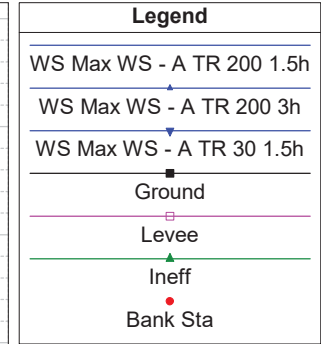 Legend
WS Max WS - A TR 200 1.5h
WS Max WS - A TR 200 3h
WS Max WS - A TR 30 1.5h
Ground
Levee
Ineff
Bank Sta